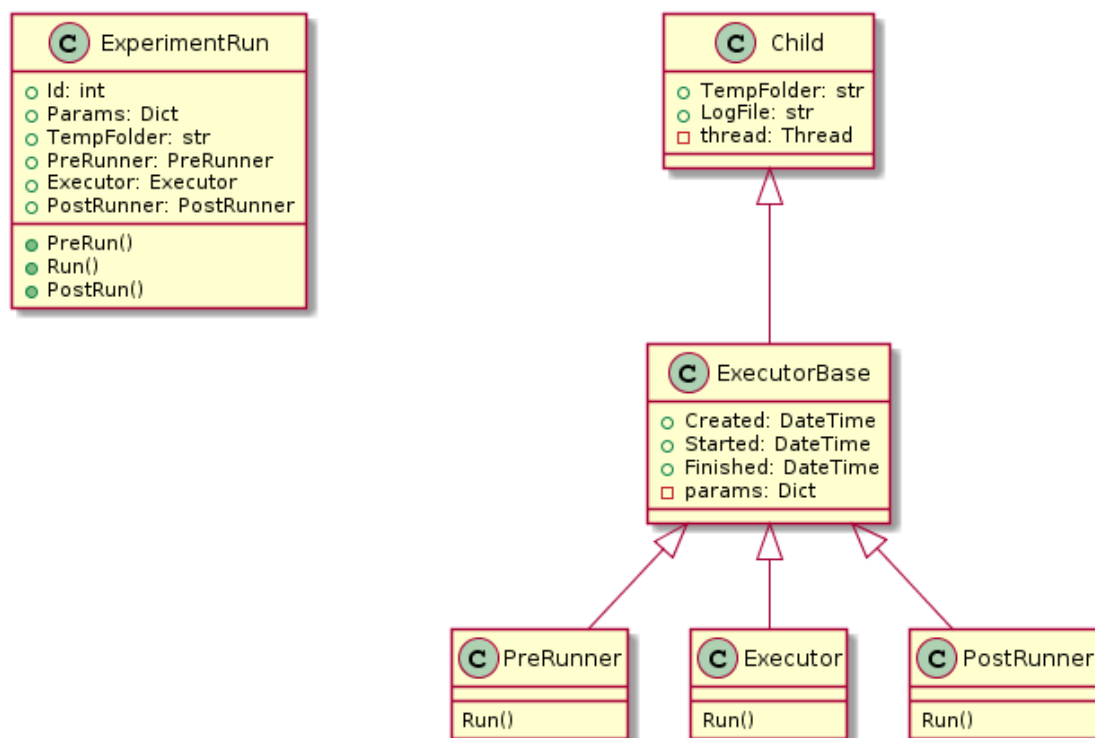 C ExperimentRun
Id: int
Params: Dict
TempFolder: str
PreRunner: PreRunner
Executor: Executor
PostRunner: PostRunner
PreRun()
Run()
PostRun()
C Child
TempFolder: str
LogFile: str
thread: Thread
C ExecutorBase
Created: DateTime
Started: DateTime
Finished: DateTime
params: Dict
C PreRunner
Run()
C Executor
Run()
C PostRunner
Run()